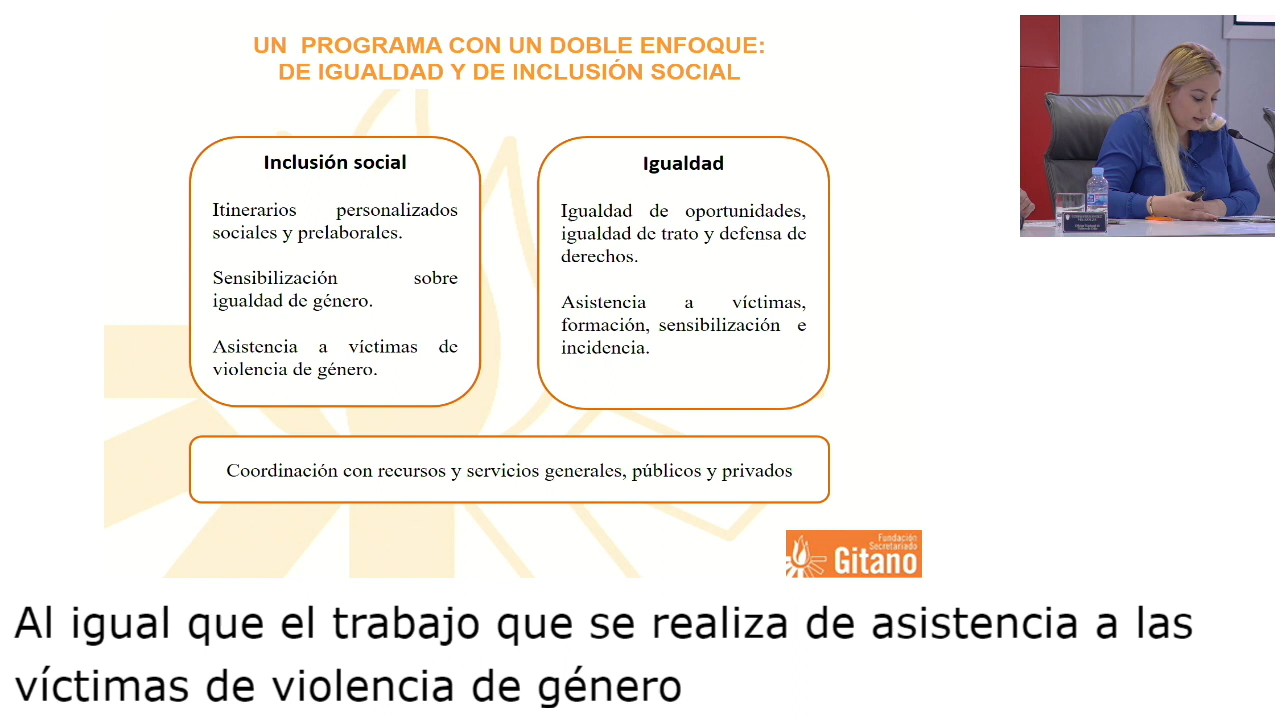 UN PROGRAMA CON UN DOBLE ENFOQUE:
DE IGUALDAD Y DE INCLUSIÓN SOCIAL
Inclusión social
Itinerarios personalizados
sociales y prelaborales.
Sensibilización sobre
igualdad de género.
Asistencia a víctimas de
violencia de género.
Igualdad
Igualdad de oportunidades,
igualdad de trato y defensa de
derechos.
Asistencia a víctimas,
formación, sensibilización e
incidencia.
Coordinación con recursos y servicios generales, públicos y privados
Fundación
Secretariado
Gitano
Al igual que el trabajo que se realiza de asistencia a las
víctimas de violencia de género